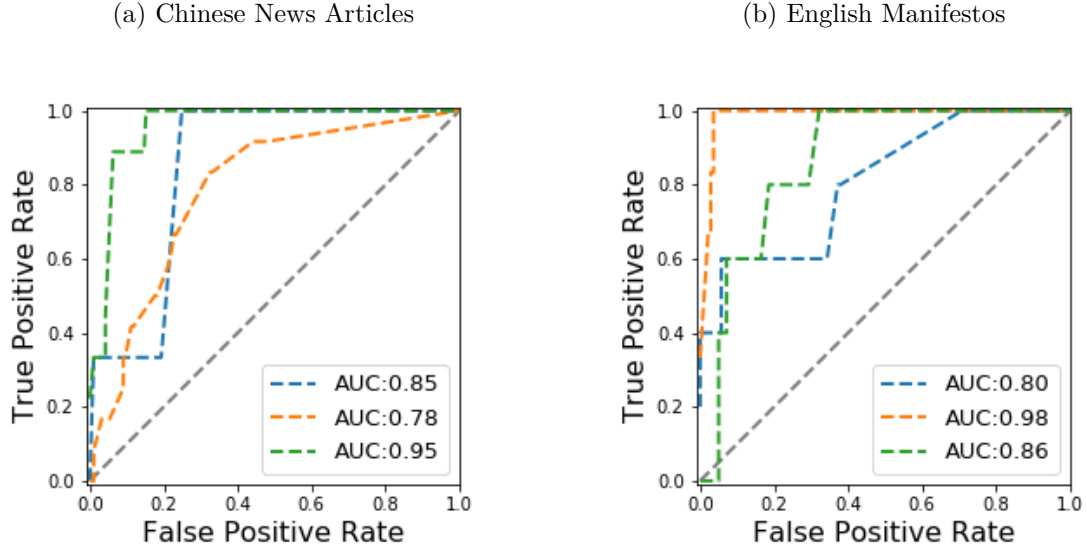 (a) Chinese News Articles
True Positive Rate
1.0
0.8
0.6
0.4
0.2
0.0
AUC:0.85
AUC:0.78
AUC:0.95
0.0 0.2 0.4 0.6 0.8 1.0
False Positive Rate
(b) English Manifestos
True Positive Rate
1.0
0.8
0.6
0.4
0.2
0.0
AUC:0.80
AUC:0.98
AUC:0.86
0.0 0.2 0.4 0.6 0.8 1.0
False Positive Rate